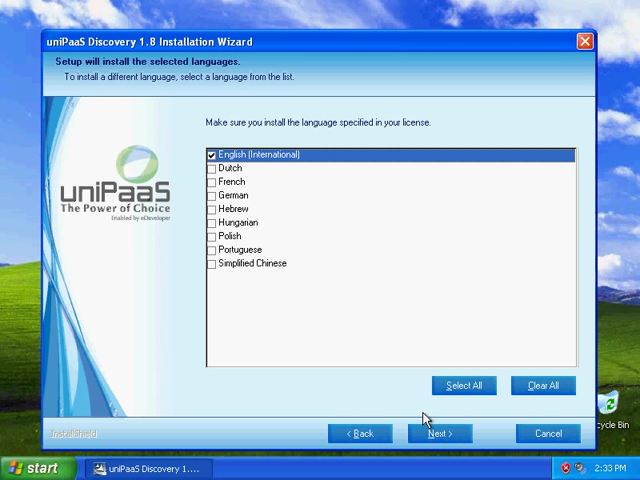 uniPaaS Discovery 1.8 Installation Wizard
Setup will install the selected languages.
To install a different language, select a language from the list.
Make sure you install the language specified in your license.
English (International)
Dutch
French
German
Hebrew
Hungarian
Polish
Portuguese
Simplified Chinese
uniPaaS
The Power of Choice
Enabled by eDeveloper
Select All
Clear All
InstallShield
< Back
Next >
Cancel
cycle Bin
start
uniPaaS Discovery 1....
2:33 PM